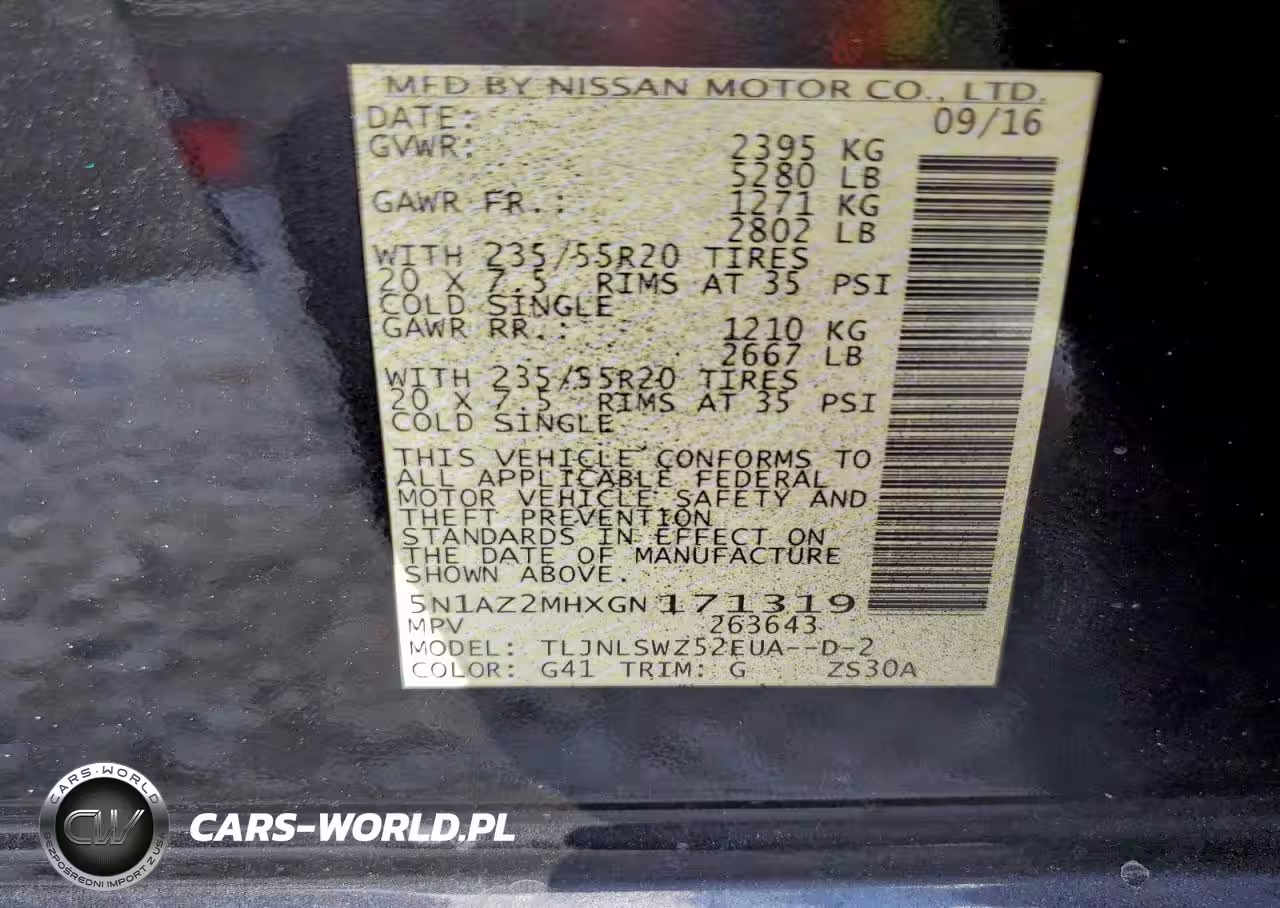 MFD BY NISSAN MOTOR CO., LTD.
DATE: 09/16
GVWR: 2395 KG
5280 LB
GAWR FR.: 1271 KG
2802 LB
WITH 235/55R20 TIRES
20 X 7.5 RIMS AT 35 PSI
COLD SINGLE
GAWR RR.: 1210 KG
2667 LB
WITH 235/55R20 TIRES
20 X 7.5 RIMS AT 35 PSI
COLD SINGLE
THIS VEHICLE CONFORMS TO
ALL APPLICABLE FEDERAL
MOTOR VEHICLE SAFETY AND
THEFT PREVENTION
STANDARDS IN EFFECT ON
THE DATE OF MANUFACTURE
SHOWN ABOVE.
5N1AZ2MHXGN171319
MPV 263643
MODEL: TLJNLSWZ52EUA--D-2
COLOR: G41 TRIM: G ZS30A
CARS-WORLD
CW
BEZPOŚREDNI IMPORT Z USA
CARS-WORLD.PL